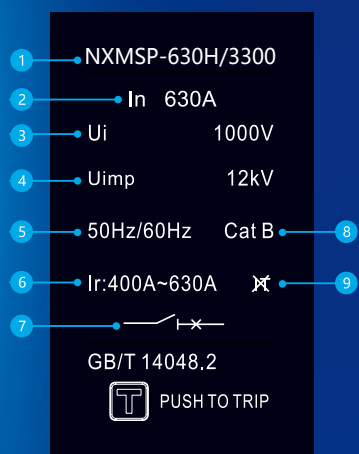 1 NXMSP-630H/3300
2 In 630A
3 Ui 1000V
4 Uimp 12kV
5 50Hz/60Hz Cat B 8
6 Ir:400A~630A 9
7
GB/T 14048.2
T PUSH TO TRIP